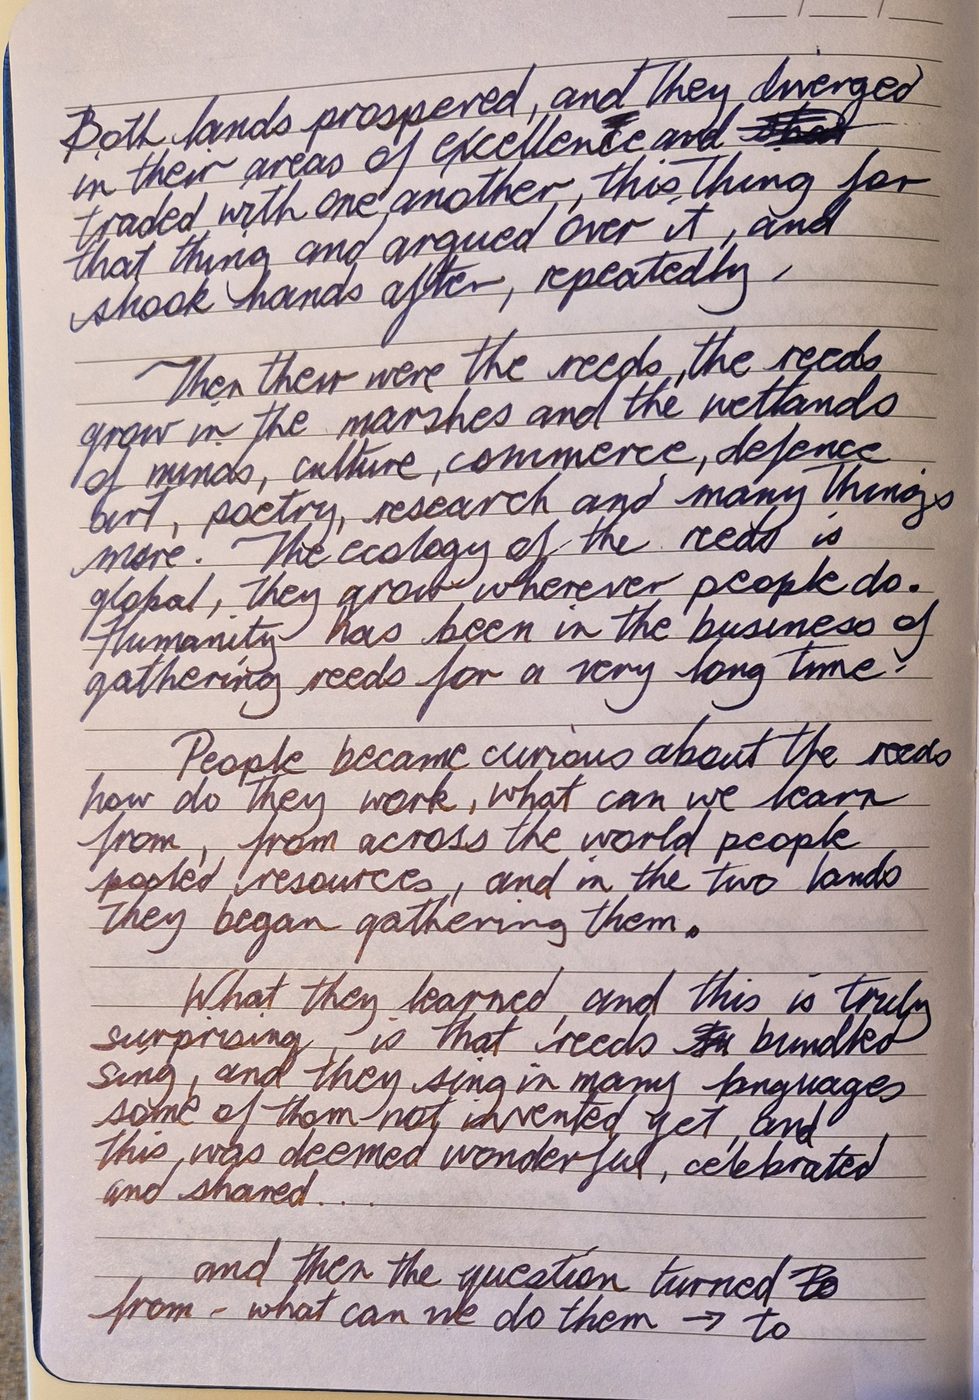 Both lands prospered, and they diverged
in their areas of excellence and
traded with one another, this thing for
that thing and argued over it, and
shook hands after, repeatedly.
Then their were the reeds, the reeds
grow in the marshes and the wetlands
of minds, culture, commerce, defence
art, poetry, research and many things
more. The ecology of the reeds is
global, they grow wherever people do.
Humanity has been in the business of
gathering reeds for a very long time.
People became curious about the reeds
how do they work, what can we learn
from, from across the world people
pooled resources, and in the two lands
they began gathering them.
What they learned, and this is truly
surprising, is that reeds bundled
sing, and they sing in many languages
some of them not invented yet, and
this, was deemed wonderful, celebrated
and shared....
and then the question turned to
from - what can we do them → to